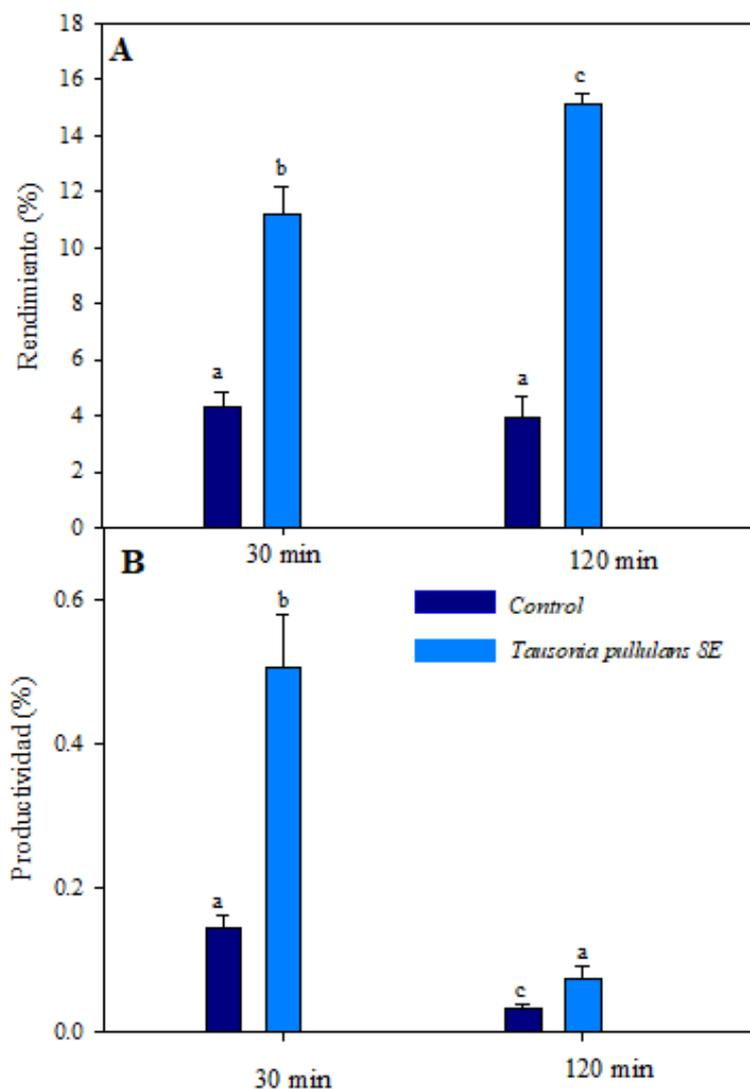 18
A
16
c
14
b
12
10
8
6
a
a
4
2
0
Rendimiento (%)
30 min
120 min
B
0.6
b
Control
Tausonia pullulans SE
0.4
0.2
a
a
c
0.0
Productividad (%)
30 min
120 min